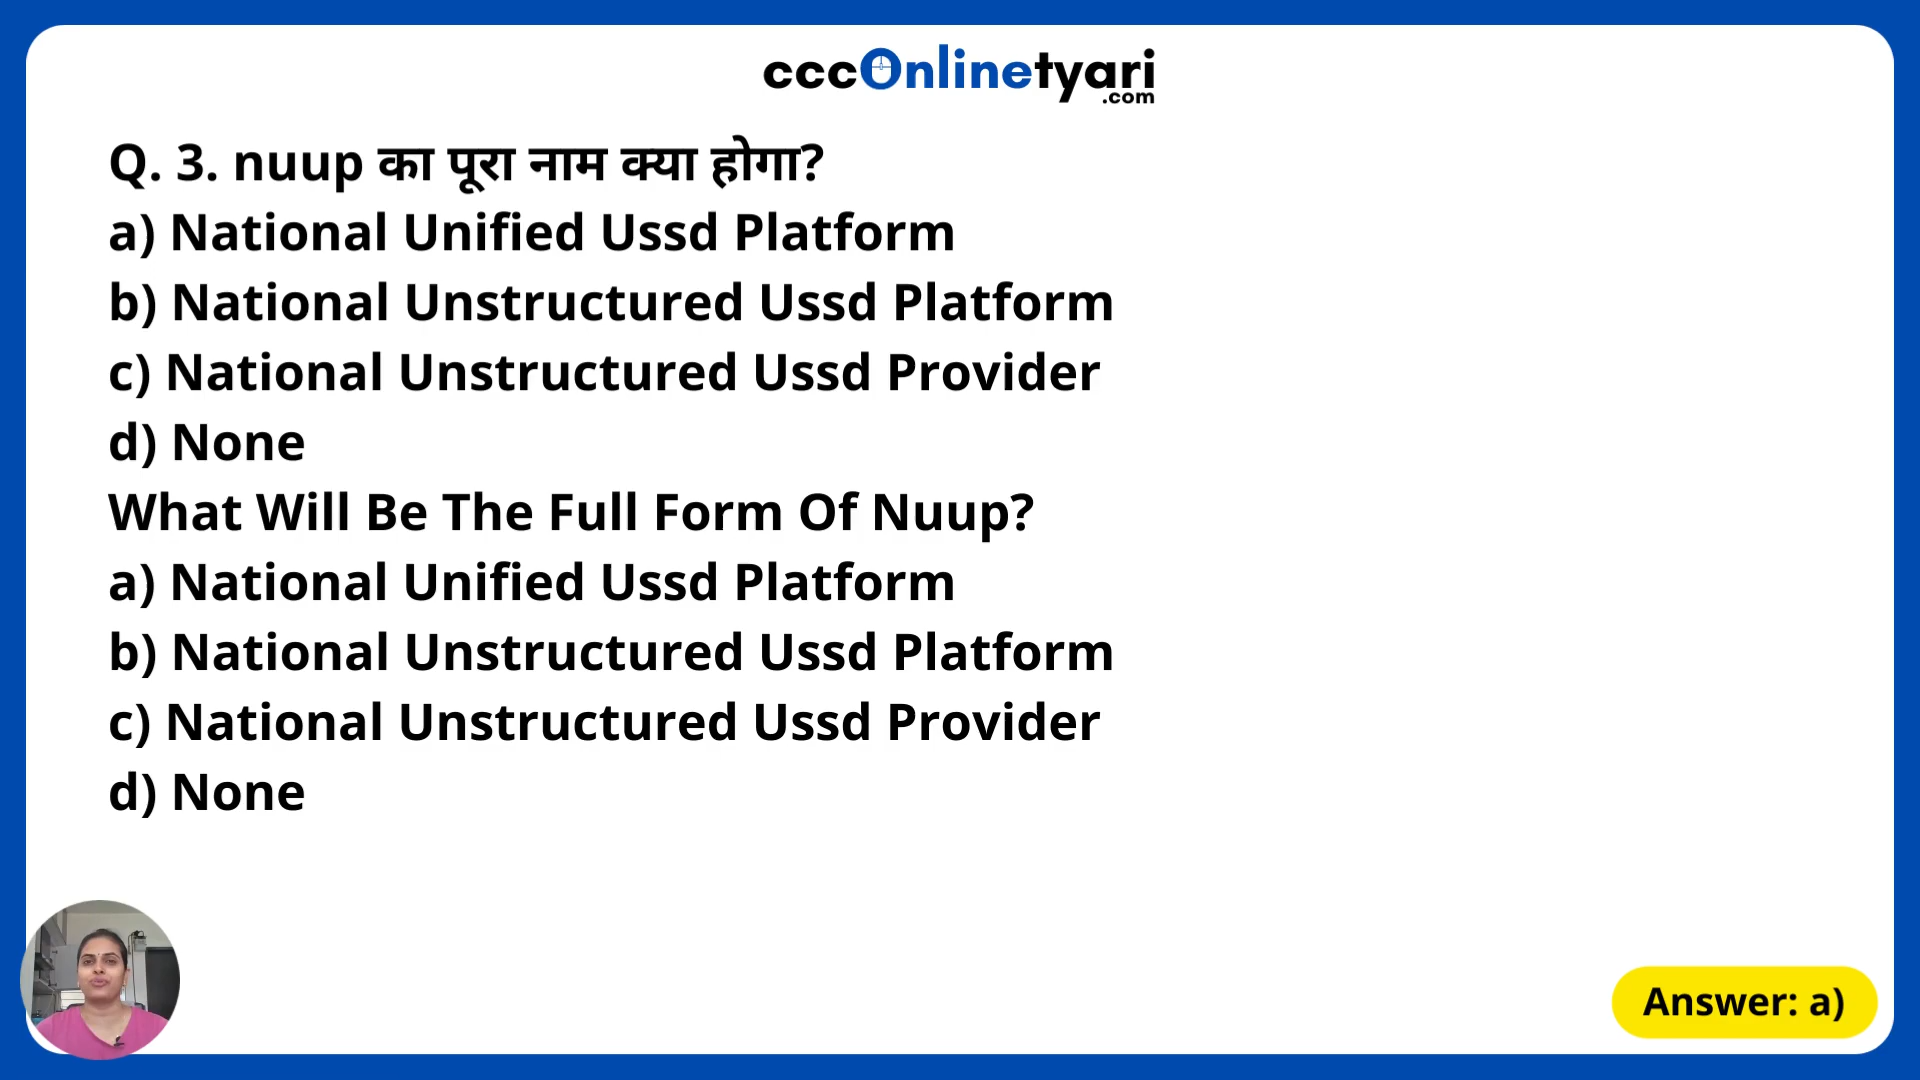 cccOnlinetyari
.com
Q. 3. nuup का पूरा नाम क्या होगा?
a) National Unified Ussd Platform
b) National Unstructured Ussd Platform
c) National Unstructured Ussd Provider
d) None
What Will Be The Full Form Of Nuup?
a) National Unified Ussd Platform
b) National Unstructured Ussd Platform
c) National Unstructured Ussd Provider
d) None
Answer: a)